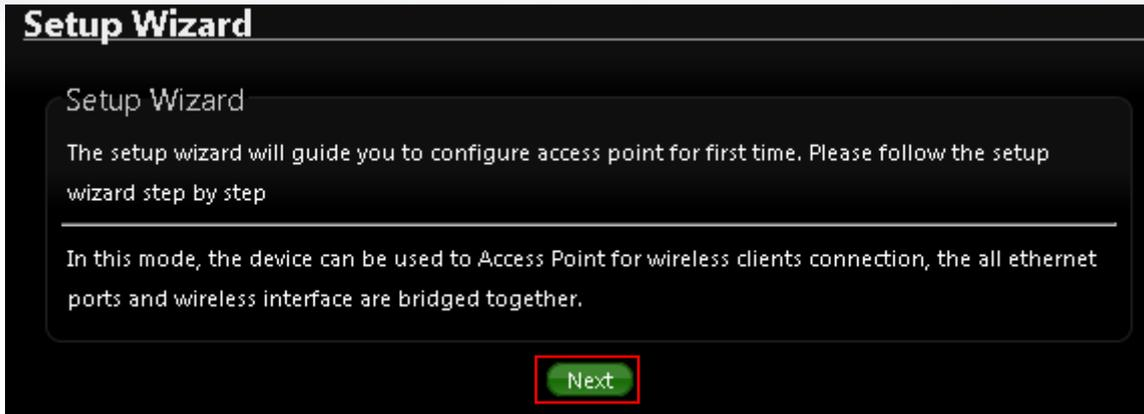 Setup Wizard
Setup Wizard
The setup wizard will guide you to configure access point for first time. Please follow the setup
wizard step by step
In this mode, the device can be used to Access Point for wireless clients connection, the all ethernet
ports and wireless interface are bridged together.
Next